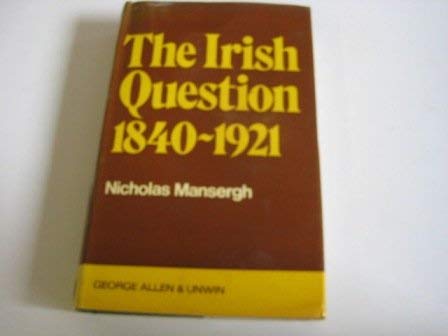 The Irish
Question
1840~1921
Nicholas Mansergh
GEORGE ALLEN & UNWIN